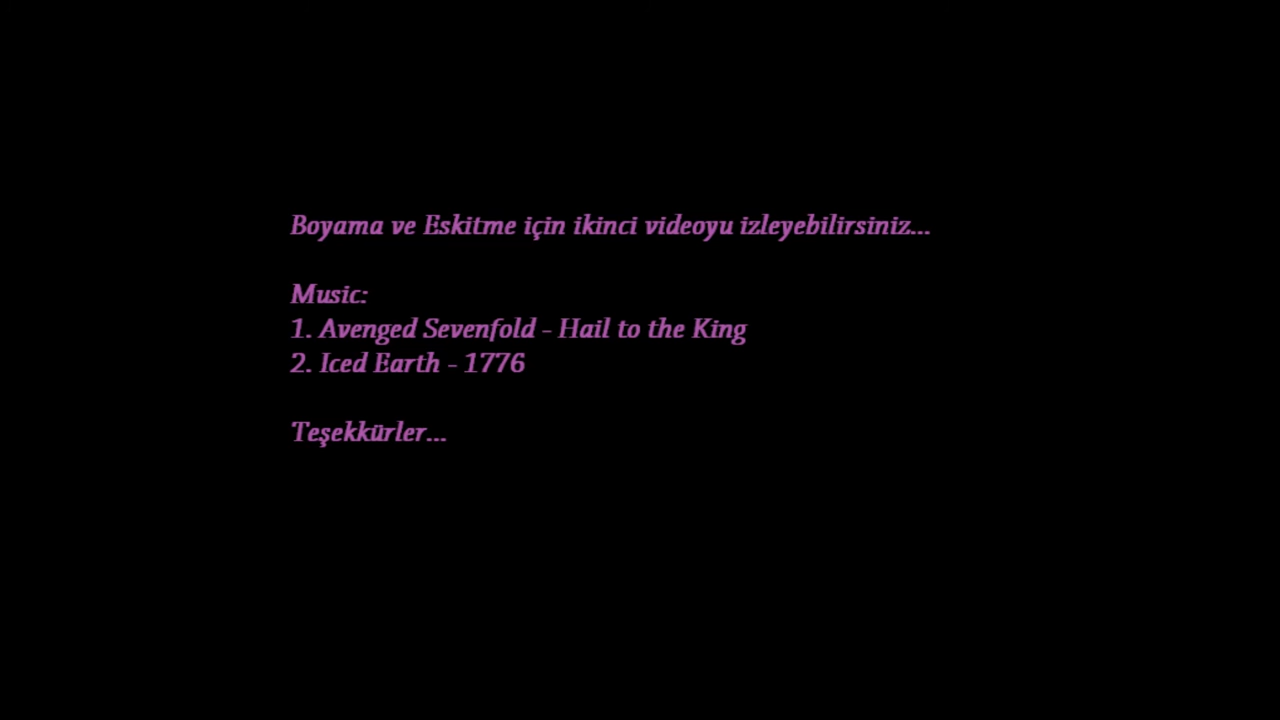 Boyama ve Eskitme için ikinci videoyu izleyebilirsiniz...
Music:
1. Avenged Sevenfold - Hail to the King
2. Iced Earth - 1776
Teşekkürler...